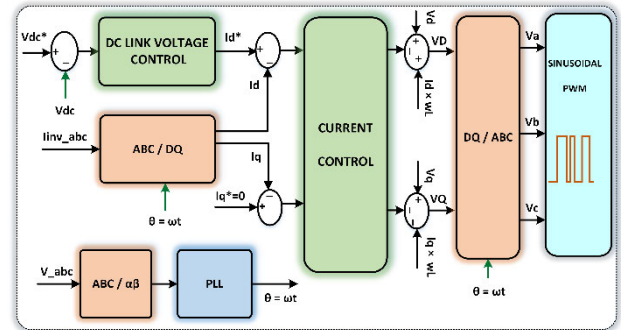 Vdc*
DC LINK VOLTAGE
CONTROL
Id*
Vdc
Id
Iinv_abc
ABC / DQ
Iq
Iq*=0
θ = ωt
V_abc
ABC / αβ
PLL
θ = ωt
CURRENT
CONTROL
Vd
VD
Id × wL
Vq
VQ
Iq × wL
DQ / ABC
θ = ωt
Va
Vb
Vc
SINUSOIDAL
PWM